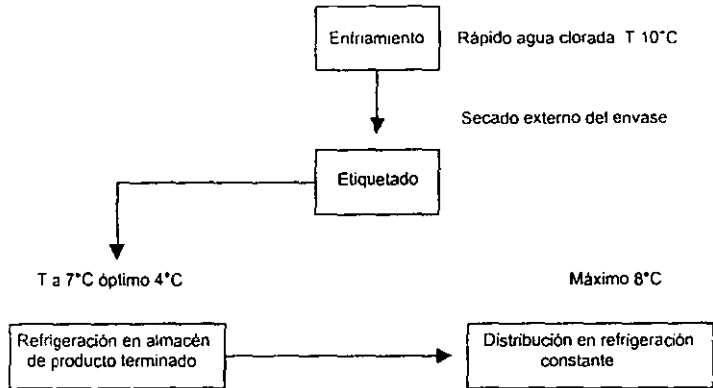 Enfriamiento
Rápido agua clorada T 10°C
Secado externo del envase
Etiquetado
T a 7°C óptimo 4°C
Máximo 8°C
Refrigeración en almacén
de producto terminado
Distribución en refrigeración
constante